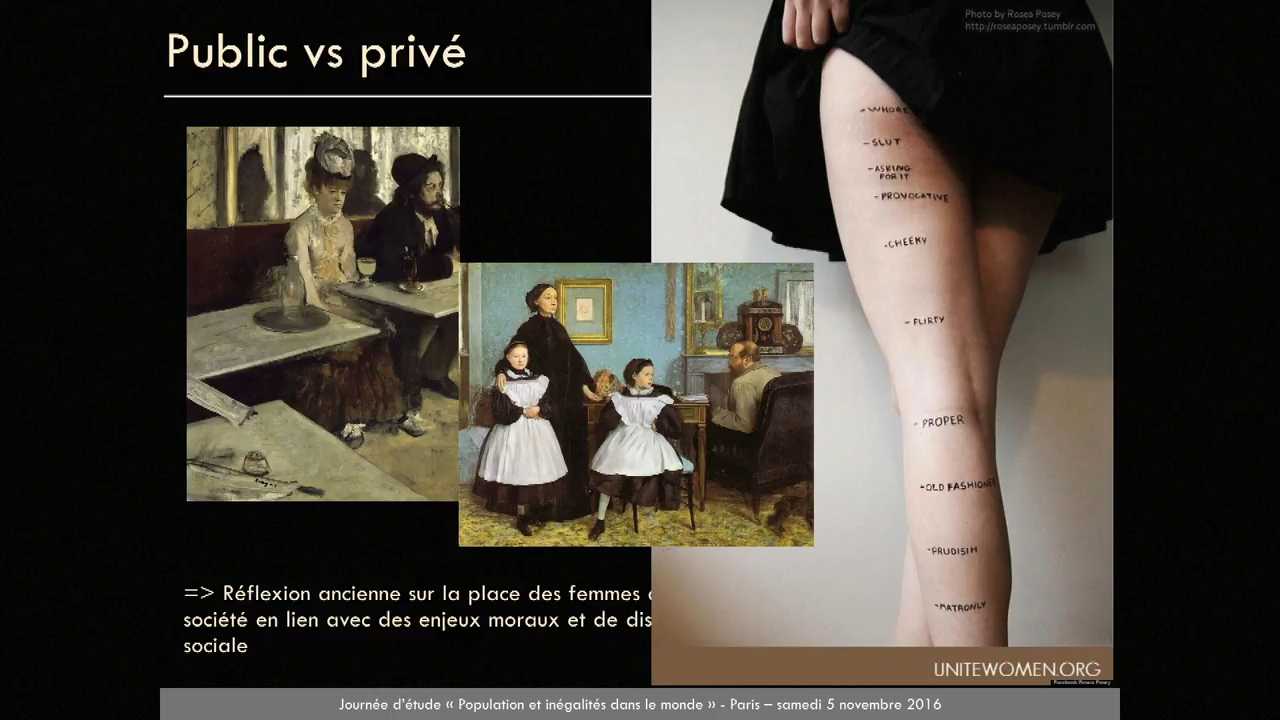 Public vs privé
Photo by Rosea Posey
http://roseaposey.tumblr.com
-WHORE
-SLUT
-ASKING
FOR IT
-PROVOCATIVE
-CHEEKY
-FLIRTY
-PROPER
-OLD FASHIONED
-PRUDISH
-MATRONLY
=> Réflexion ancienne sur la place des femmes
société en lien avec des enjeux moraux et de dis
sociale
UNITEWOMEN.ORG
Journée d'étude « Population et inégalités dans le monde » - Paris – samedi 5 novembre 2016